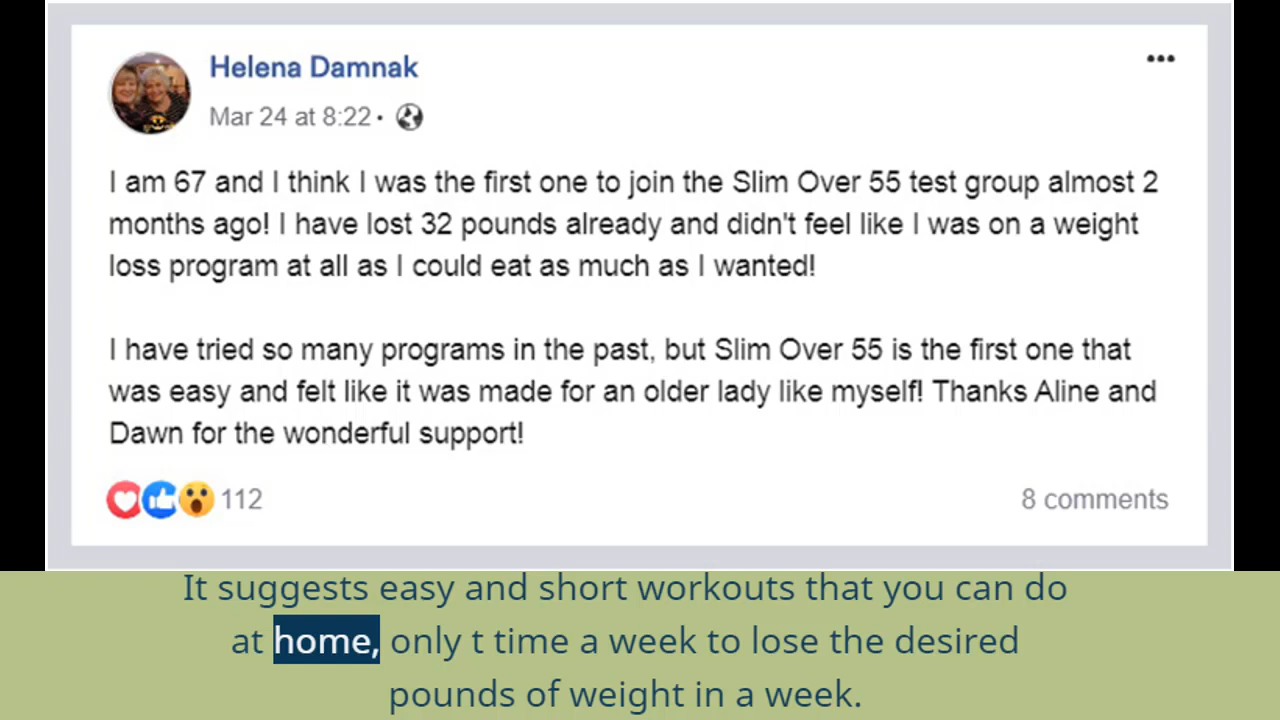 Helena Damnak
Mar 24 at 8:22 ·
I am 67 and I think I was the first one to join the Slim Over 55 test group almost 2
months ago! I have lost 32 pounds already and didn't feel like I was on a weight
loss program at all as I could eat as much as I wanted!
I have tried so many programs in the past, but Slim Over 55 is the first one that
was easy and felt like it was made for an older lady like myself! Thanks Aline and
Dawn for the wonderful support!
112
8 comments
It suggests easy and short workouts that you can do
at home, only t time a week to lose the desired
pounds of weight in a week.